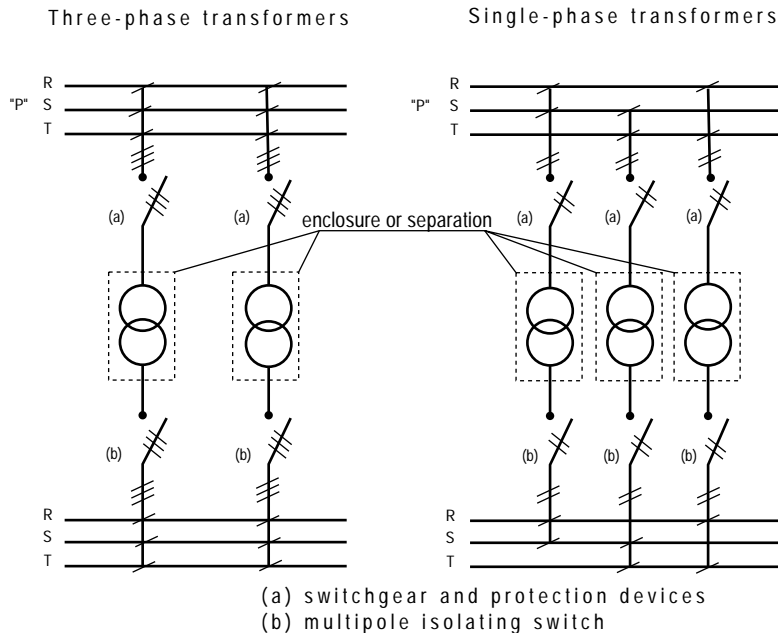 Three-phase transformers
Single-phase transformers
R
"P" S
T
R
"P" S
T
(a) (a) (a) (a) (a)
enclosure or separation
(b) (b) (b) (b) (b)
R
S
T
R
S
T
(a) switchgear and protection devices
(b) multipole isolating switch